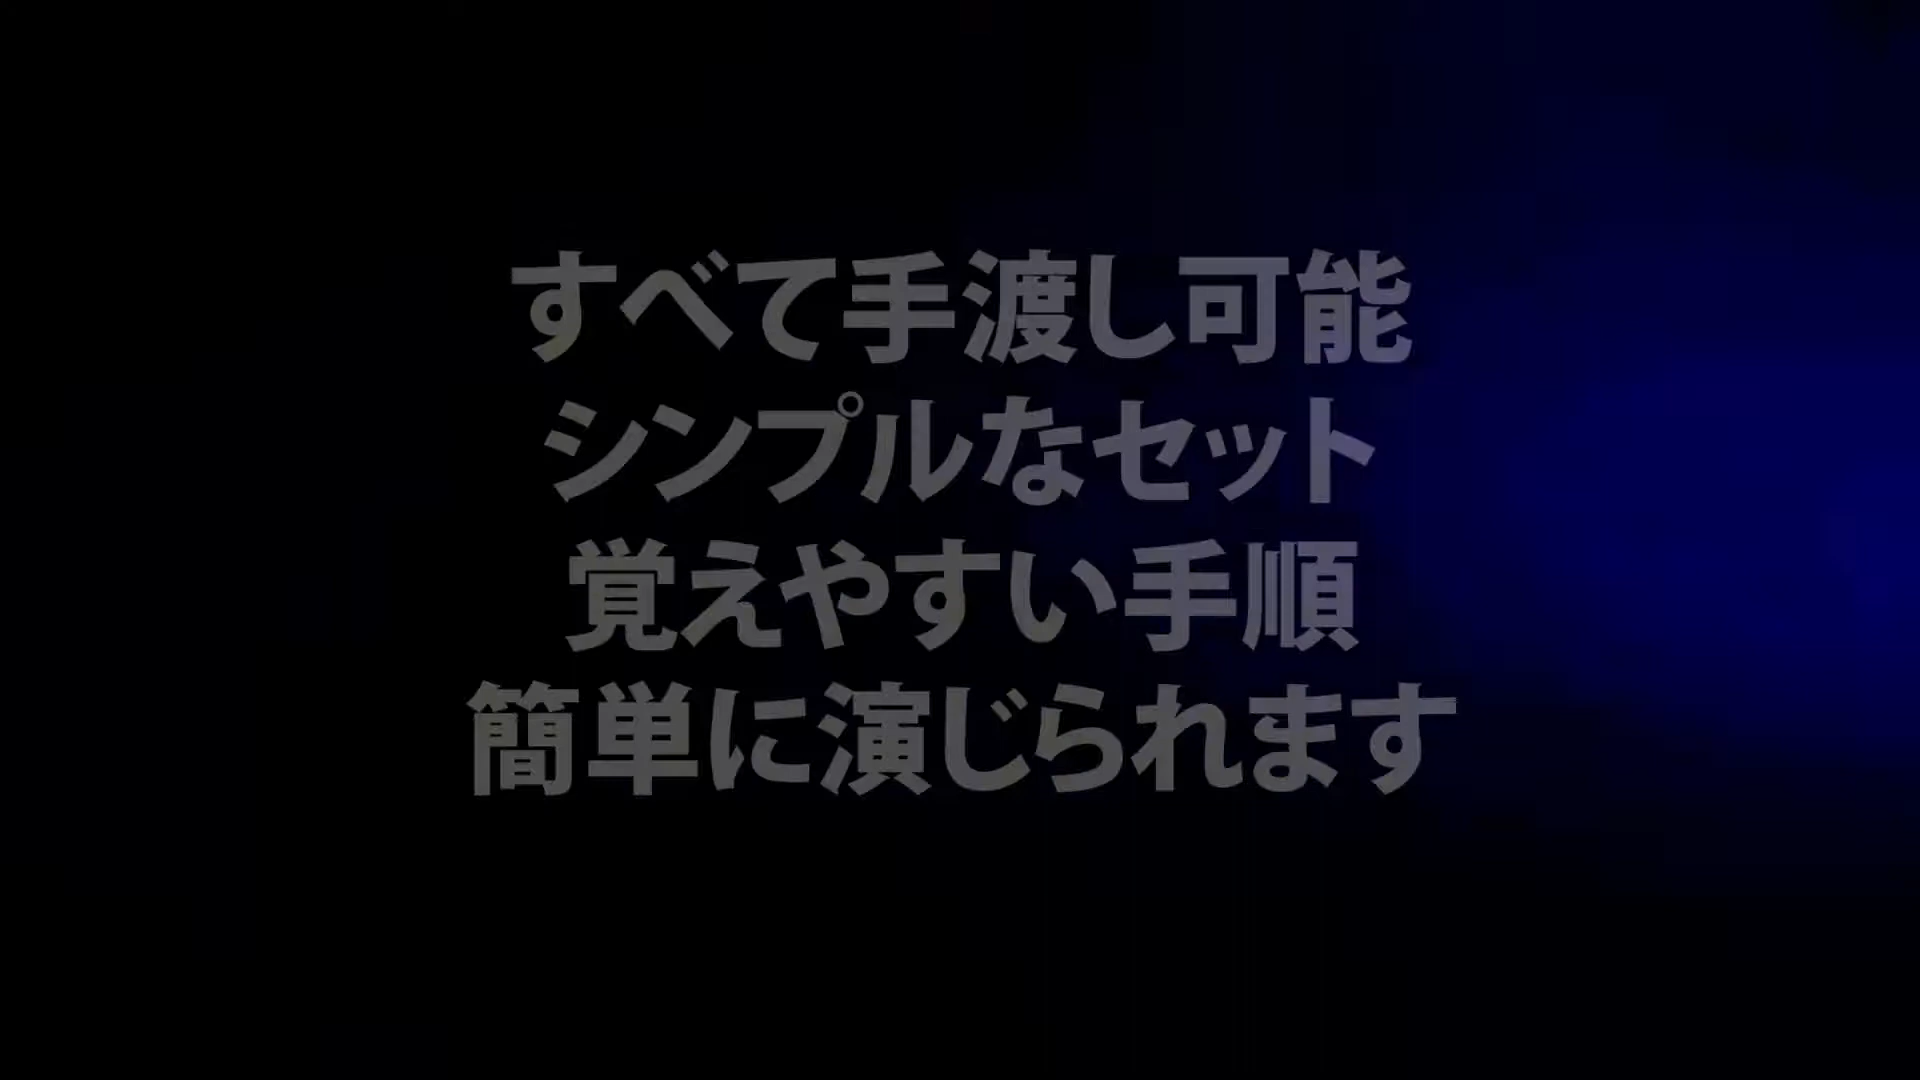 すべて手渡し可能
シンプルなセット
覚えやすい手順
簡単に演じられます